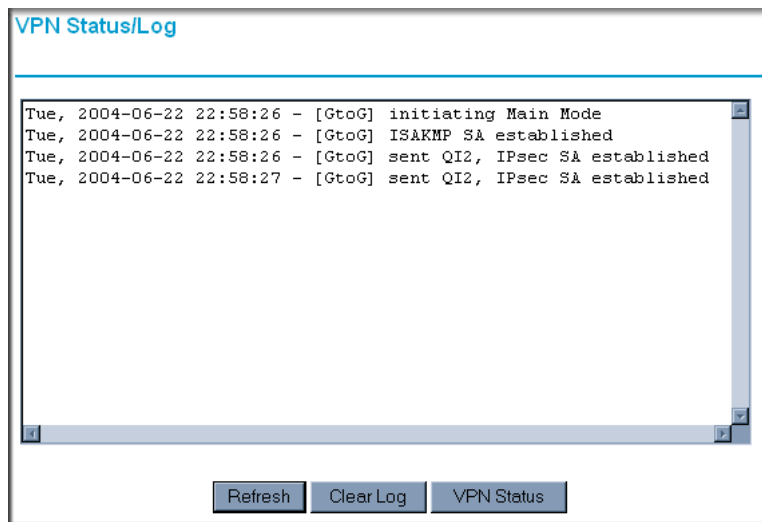 VPN Status/Log
Tue, 2004-06-22 22:58:26 - [GtoG] initiating Main Mode
Tue, 2004-06-22 22:58:26 - [GtoG] ISAKMP SA established
Tue, 2004-06-22 22:58:26 - [GtoG] sent QI2, IPsec SA established
Tue, 2004-06-22 22:58:27 - [GtoG] sent QI2, IPsec SA established
Refresh Clear Log VPN Status